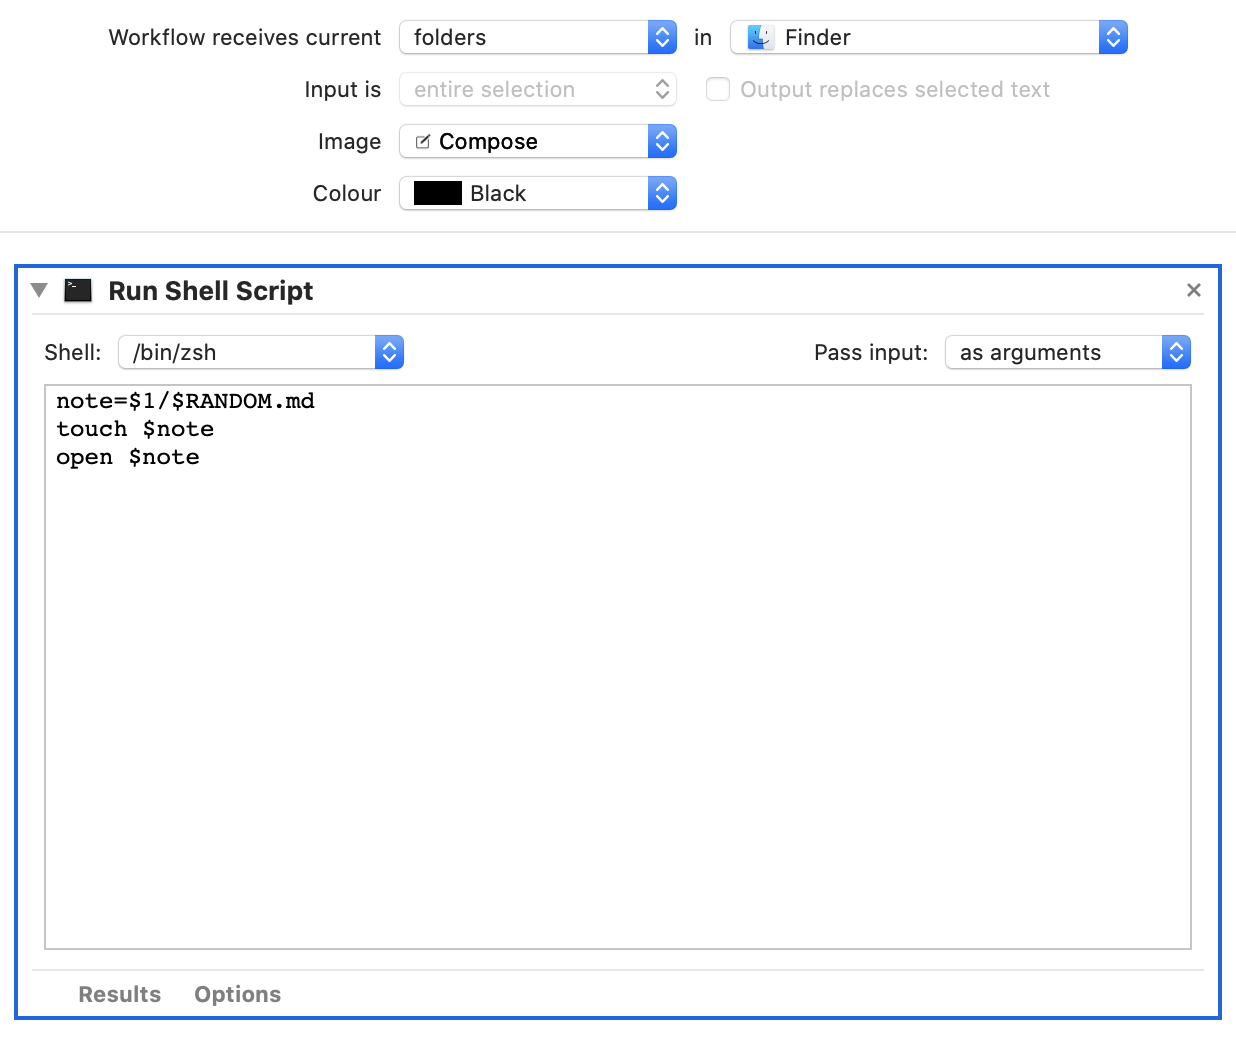 Workflow receives current folders in Finder
Input is entire selection Output replaces selected text
Image Compose
Colour Black
Run Shell Script
Shell: /bin/zsh Pass input: as arguments
note=$1/$RANDOM.md
touch $note
open $note
Results Options